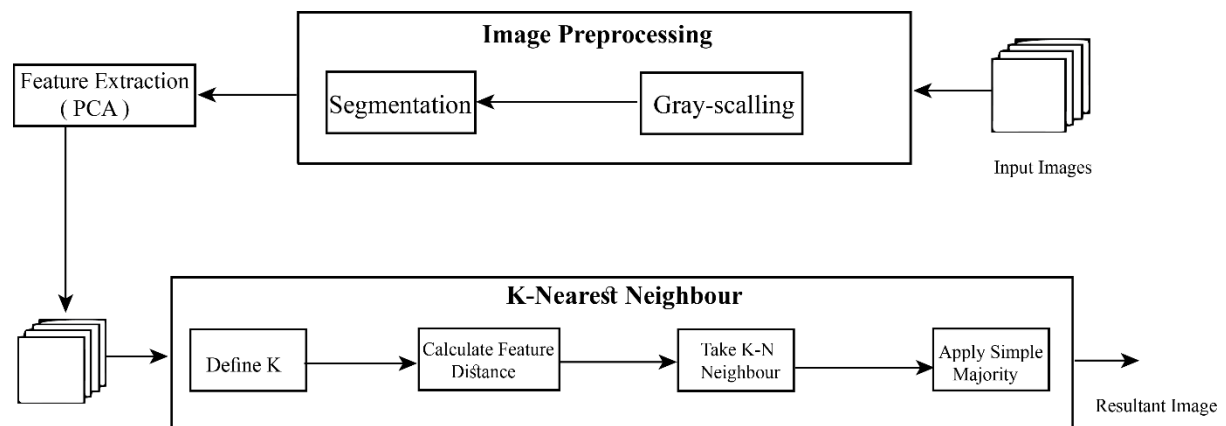 Image Preprocessing
Feature Extraction
( PCA )
Segmentation
Gray-scalling
Input Images
K-Nearest Neighbour
Define K
Calculate Feature
Distance
Take K-N
Neighbour
Apply Simple
Majority
Resultant Image